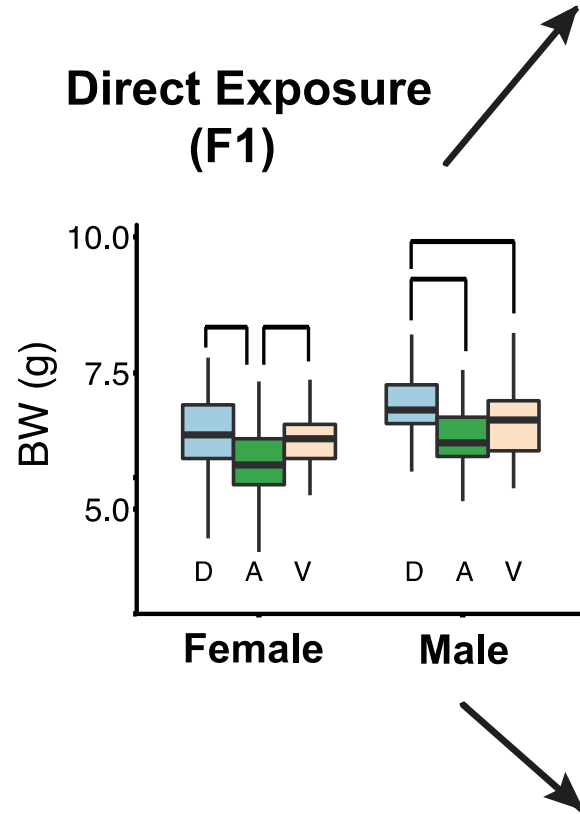 Direct Exposure
(F1)
10.0
7.5
5.0
BW (g)
D A V D A V
Female Male